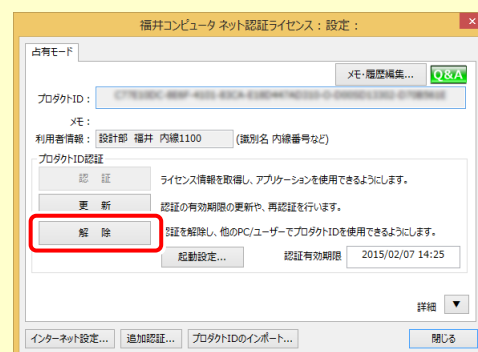 福井コンピュータ ネット認証ライセンス：設定：
占有モード
メモ・履歴編集... Q&A
プロダクトID：
メモ：
利用者情報： 設計部 福井 内線1100 (識別名 内線番号など)
プロダクトID認証
認 証 ライセンス情報を取得し、アプリケーションを使用できるようにします。
更 新 認証の有効期限の更新や、再認証を行います。
解 除 認証を解除し、他のPC/ユーザーでプロダクトIDを使用できるようにします。
起動設定... 認証有効期限 2015/02/07 14:25
詳細 ▼
インターネット設定... 追加認証... プロダクトIDのインポート... 閉じる